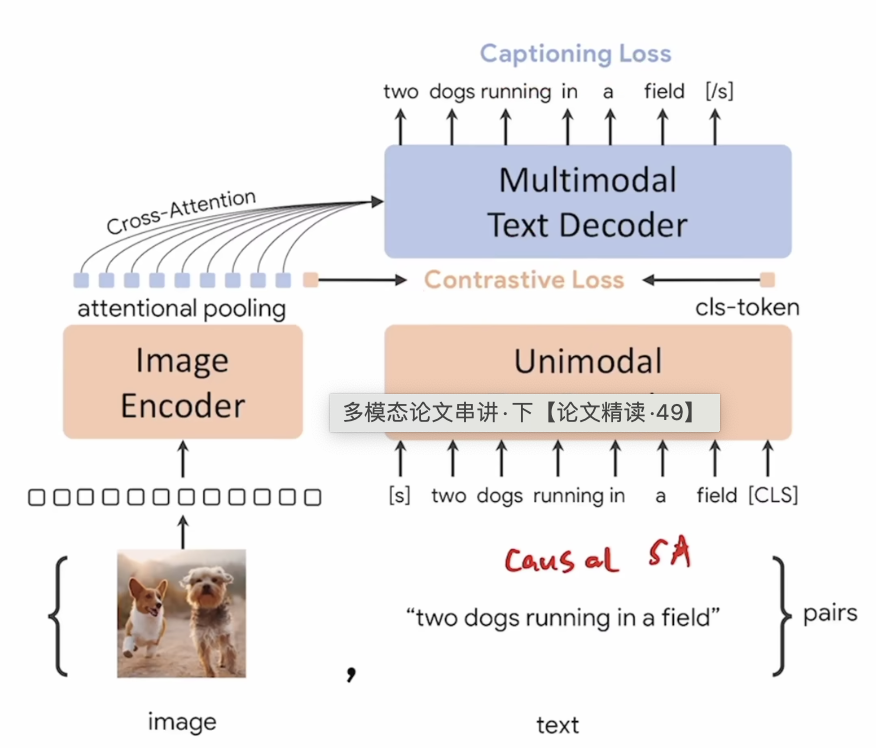 Captioning Loss
two dogs running in a field [/s]
Multimodal
Text Decoder
Cross-Attention
Contrastive Loss
attentional pooling
cls-token
Image
Encoder
Unimodal
多模态论文串讲·下【论文精读·49】
[s] two dogs running in a field [CLS]
Causal SA
“two dogs running in a field”
pairs
,
image
text